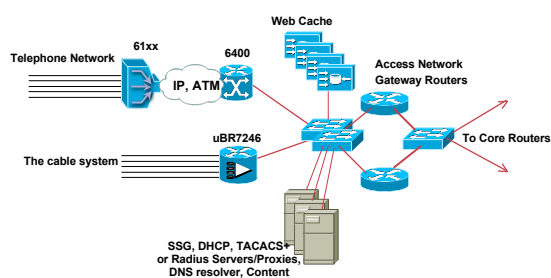 Web Cache
61xx
6400
Telephone Network
Access Network
Gateway Routers
IP, ATM
uBR7246
To Core Routers
The cable system
SSG, DHCP, TACACS+
or Radius Servers/Proxies,
DNS resolver, Content